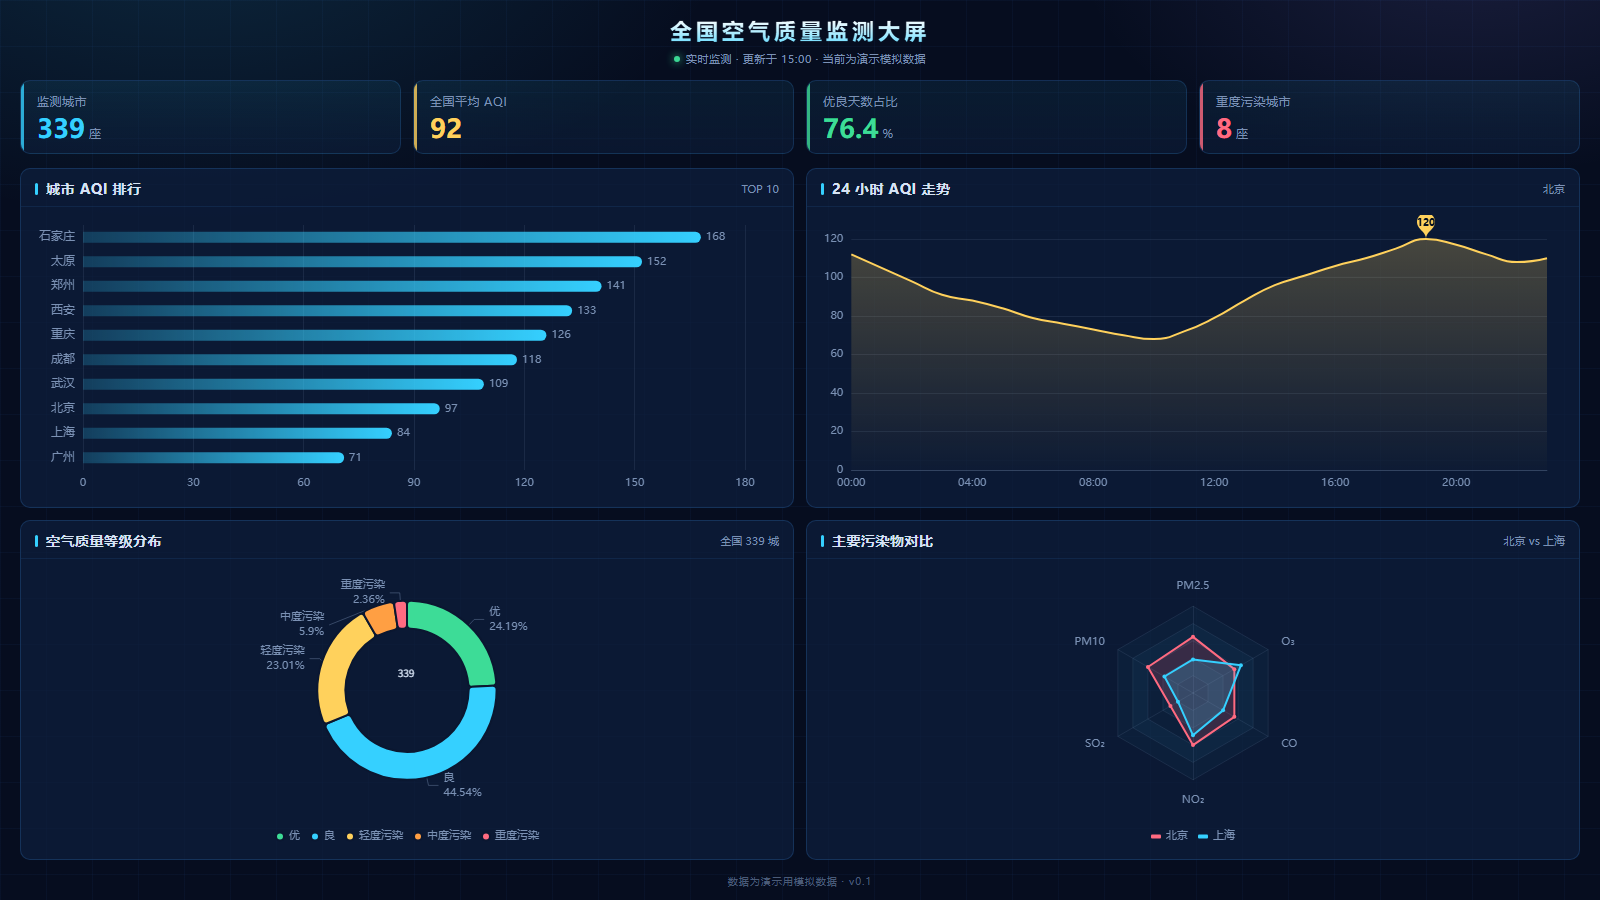 全国空气质量监测大屏
实时监测 · 更新于 15:00 · 当前为演示模拟数据
监测城市
339 座
全国平均 AQI
92
优良天数占比
76.4 %
重度污染城市
8 座
城市 AQI 排行
TOP 10
石家庄 168
太原 152
郑州 141
西安 133
重庆 126
成都 118
武汉 109
北京 97
上海 84
广州 71
0 30 60 90 120 150 180
24 小时 AQI 走势
北京
120
120
100
80
60
40
20
0
00:00 04:00 08:00 12:00 16:00 20:00
空气质量等级分布
全国 339 城
重度污染
2.36%
中度污染
5.9%
轻度污染
23.01%
优
24.19%
339
良
44.54%
优 良 轻度污染 中度污染 重度污染
主要污染物对比
北京 vs 上海
PM2.5
PM10
O₃
SO₂
CO
NO₂
北京 上海
数据为演示用模拟数据 · v0.1